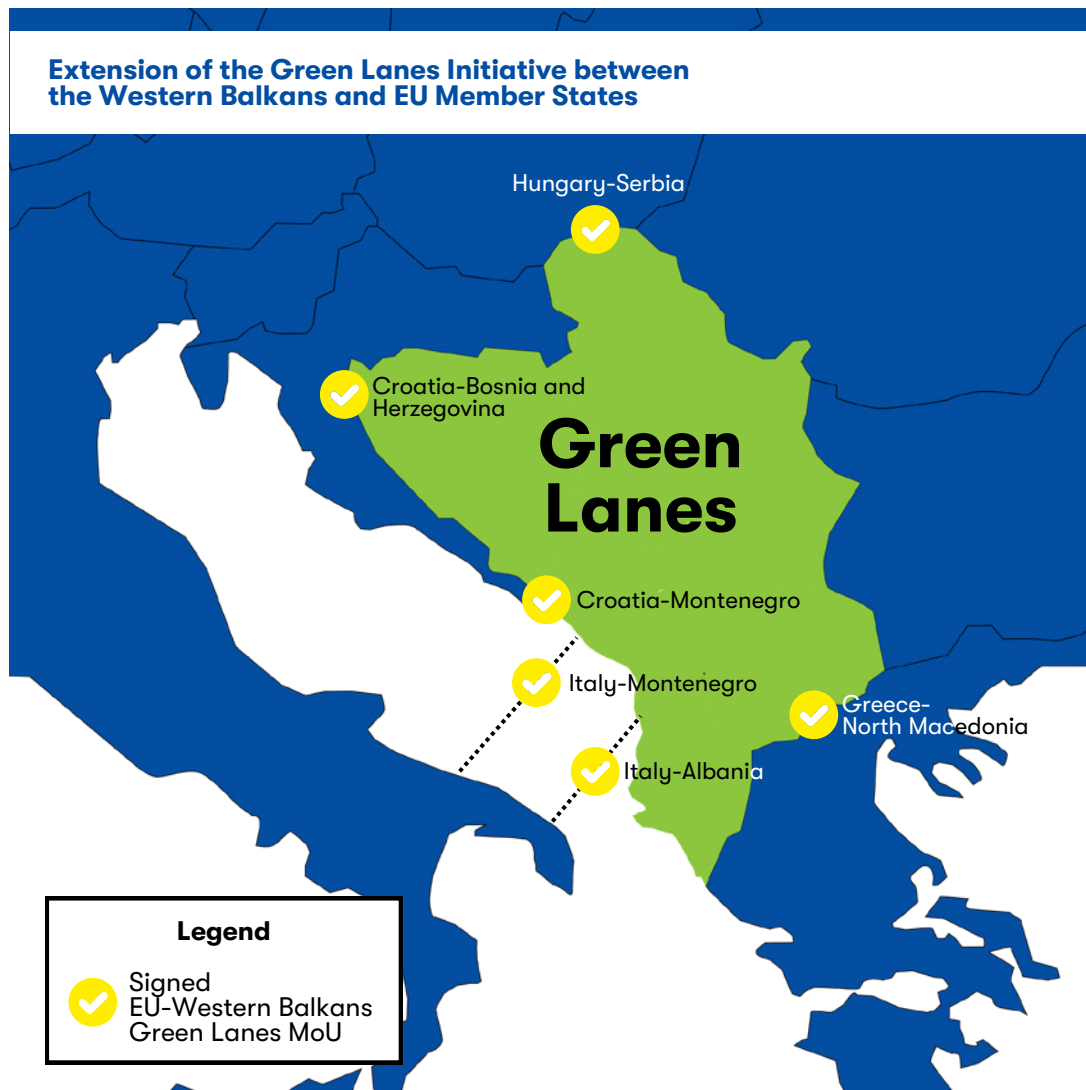 Extension of the Green Lanes Initiative between
the Western Balkans and EU Member States
Hungary-Serbia
Croatia-Bosnia and
Herzegovina
Green
Lanes
Croatia-Montenegro
Italy-Montenegro
Greece-
North Macedonia
Italy-Albania
Legend
Signed
EU-Western Balkans
Green Lanes MoU